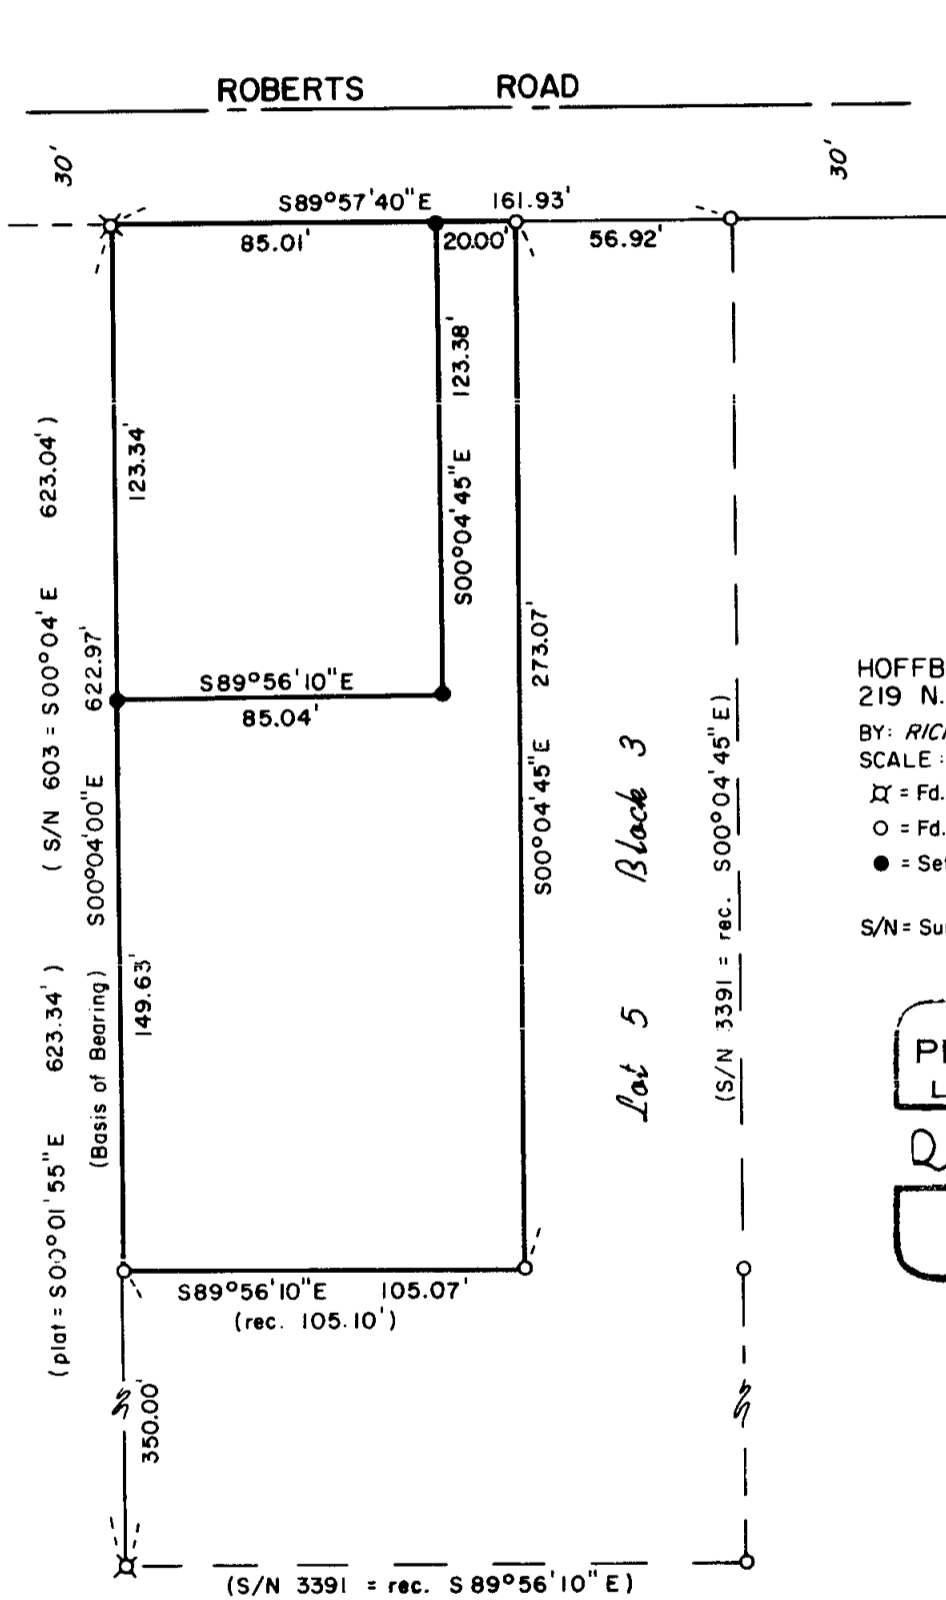 ROBERTS ROAD
30'
30'
S89°57'40"E 161.93'
85.01'
20.00'
56.92'
123.34'
S00°04'45"E 123.38'
(S/N 603 = S00°04'E 623.04')
S00°04'00"E 622.97'
(Basis of Bearing)
(plat = S00°01'55"E 623.34')
S89°56'10"E
85.04'
149.63'
S00°04'45"E 273.07'
Lot 5 Block 3
(S/N 3391 = rec. S00°04'45"E)
HOFFB
219 N.
BY: RICH
SCALE :
= Fd.
= Fd.
= Set
S/N = Sur
S89°56'10"E 105.07'
(rec. 105.10')
350.00'
(S/N 3391 = rec. S89°56'10"E)